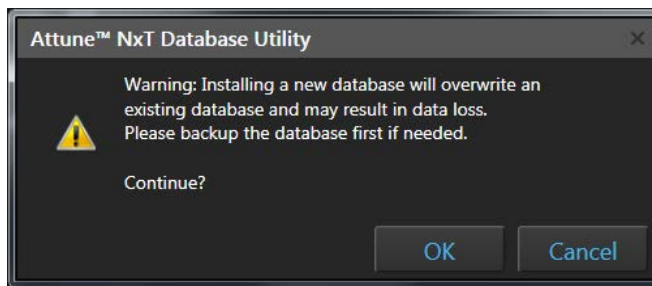 Attune™ NxT Database Utility
Warning: Installing a new database will overwrite an
existing database and may result in data loss.
Please backup the database first if needed.
Continue?
OK
Cancel